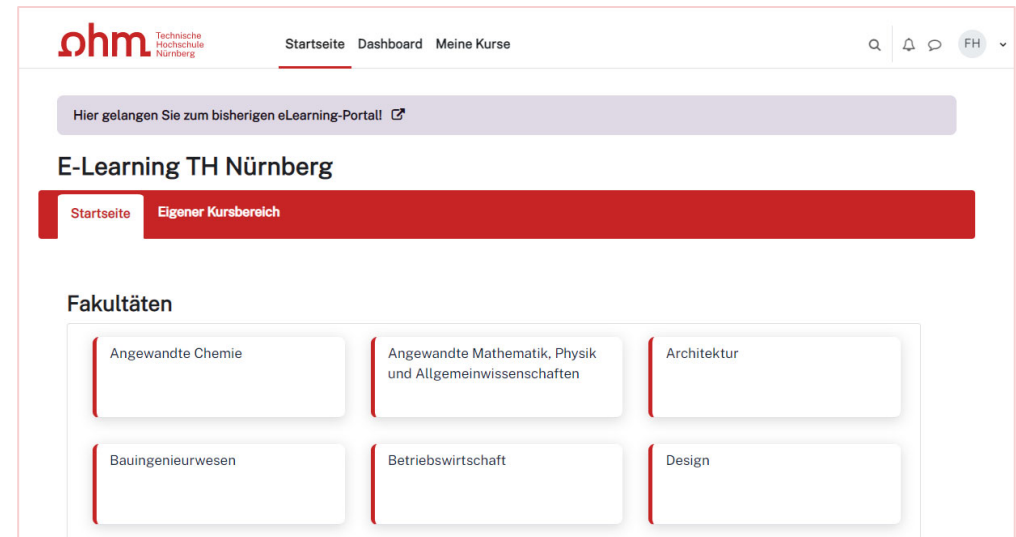 ohm Technische
Hochschule
Nürnberg
Startseite Dashboard Meine Kurse FH
Hier gelangen Sie zum bisherigen eLearning-Portal!
E-Learning TH Nürnberg
Startseite Eigener Kursbereich
Fakultäten
Angewandte Chemie
Angewandte Mathematik, Physik
und Allgemeinwissenschaften
Architektur
Bauingenieurwesen
Betriebswirtschaft
Design